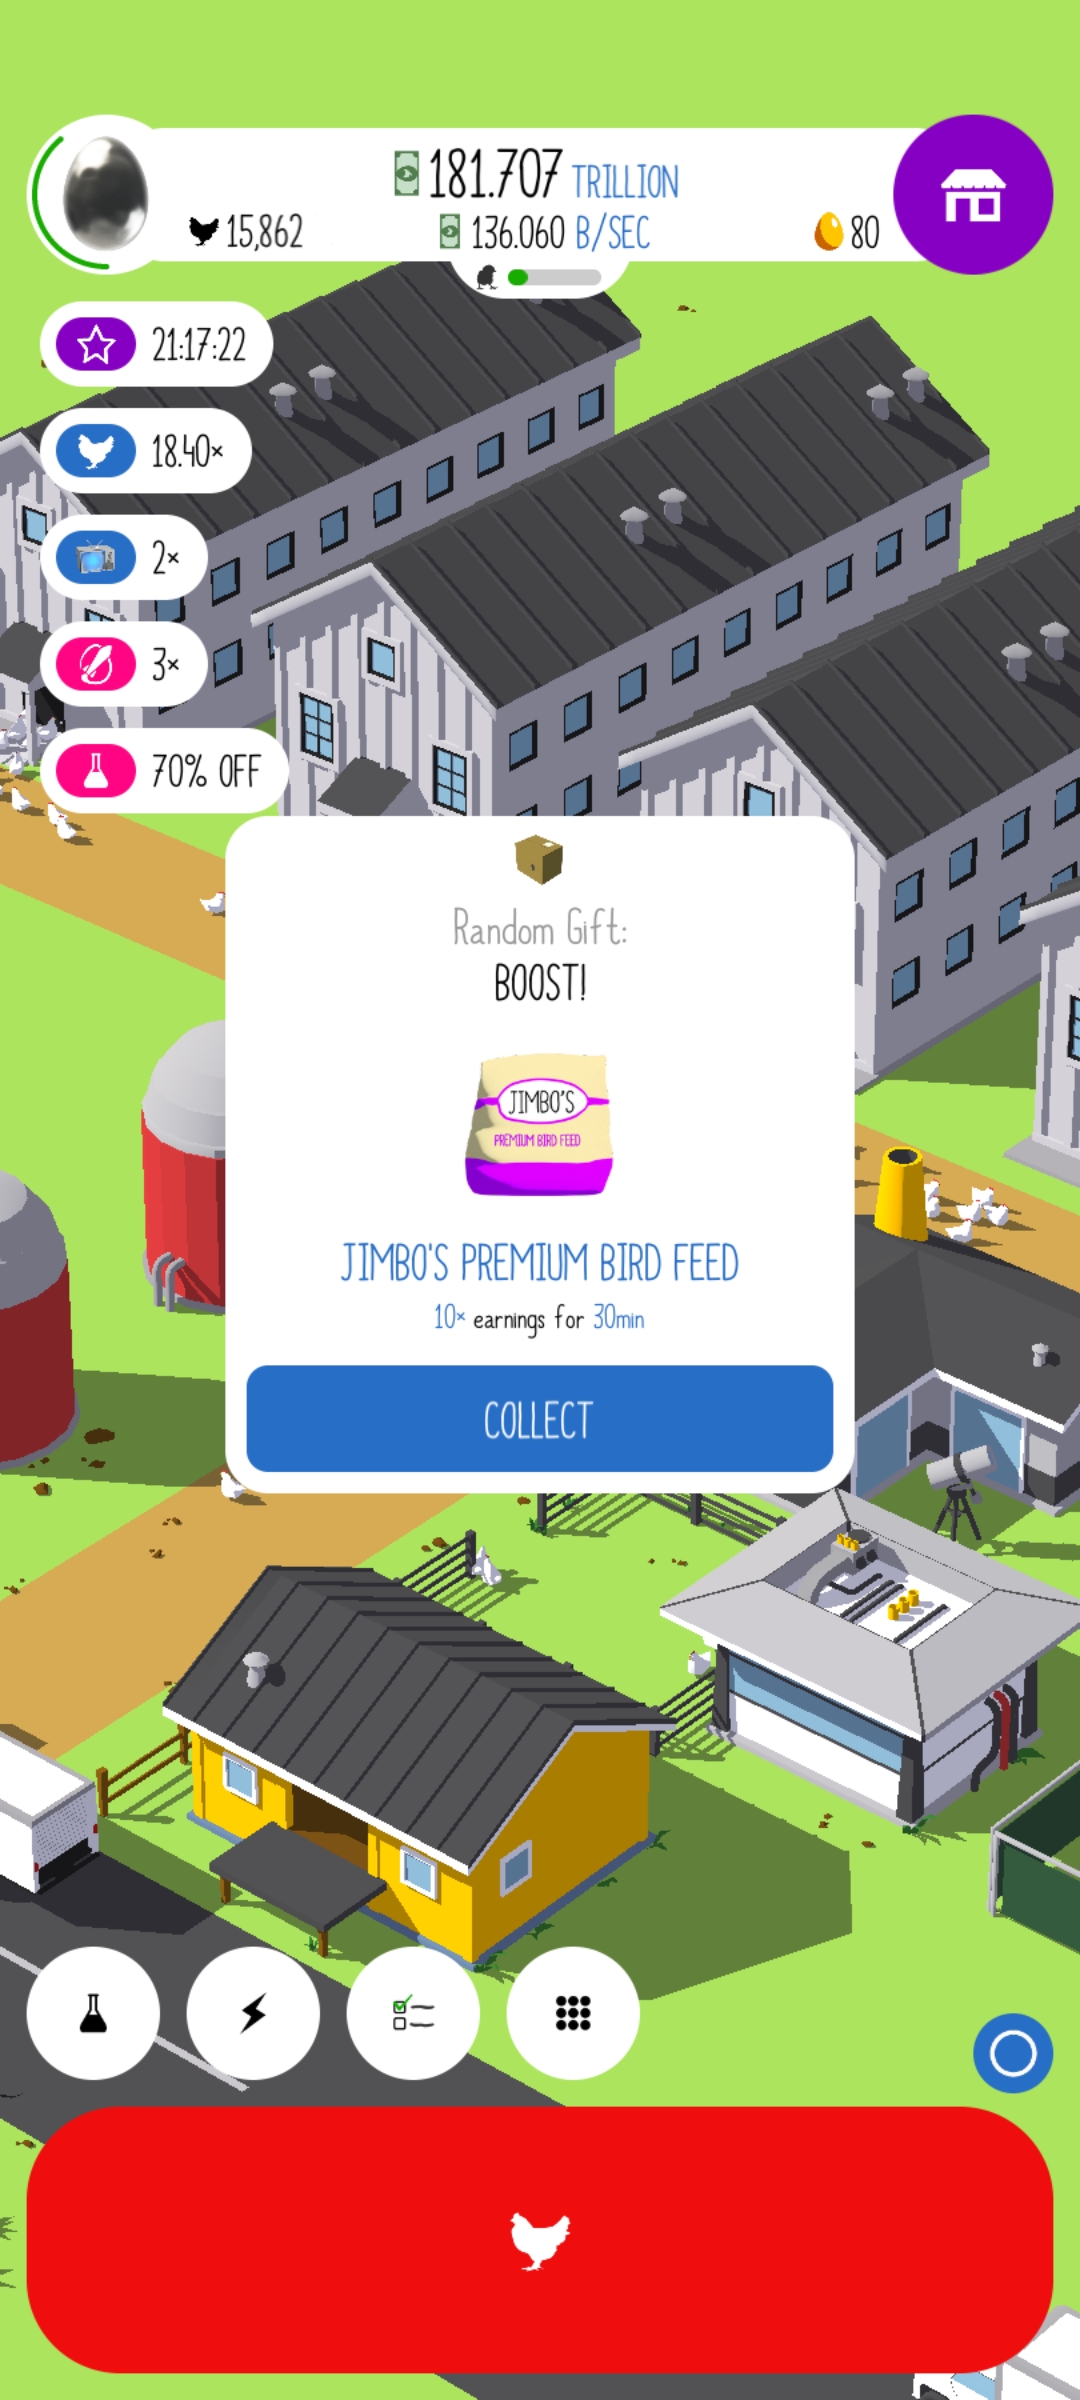 181.707 TRILLION
15,862
136.060 B/SEC
80
21:17:22
18.40×
2×
3×
70% OFF
Random Gift:
BOOST!
JIMBO'S
PREMIUM BIRD FEED
JIMBO'S PREMIUM BIRD FEED
10× earnings for 30min
COLLECT